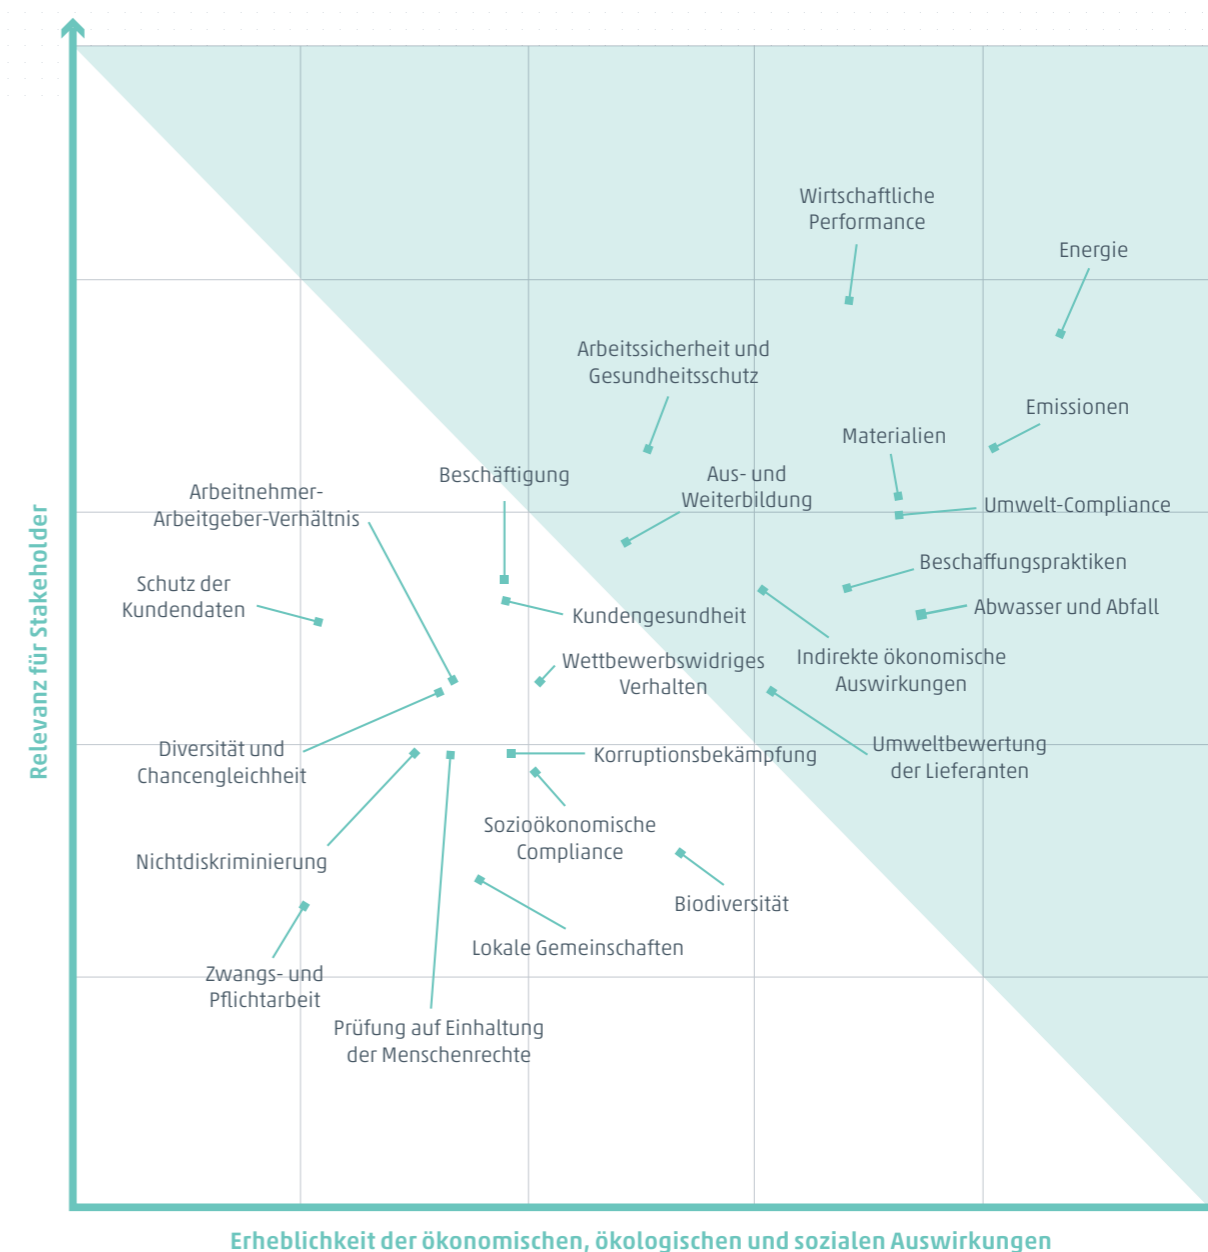 Wirtschaftliche
Performance
Energie
Arbeitssicherheit und
Gesundheitsschutz
Emissionen
Materialien
Beschäftigung
Aus- und
Weiterbildung
Arbeitnehmer-
Arbeitgeber-Verhältnis
Umwelt-Compliance
Beschaffungspraktiken
Schutz der
Kundendaten
Abwasser und Abfall
Kundengesundheit
Indirekte ökonomische
Auswirkungen
Wettbewerbswidriges
Verhalten
Relevanz für Stakeholder
Diversität und
Chancengleichheit
Korruptionsbekämpfung
Umweltbewertung
der Lieferanten
Sozioökonomische
Compliance
Nichtdiskriminierung
Biodiversität
Lokale Gemeinschaften
Zwangs- und
Pflichtarbeit
Prüfung auf Einhaltung
der Menschenrechte
Erheblichkeit der ökonomischen, ökologischen und sozialen Auswirkungen